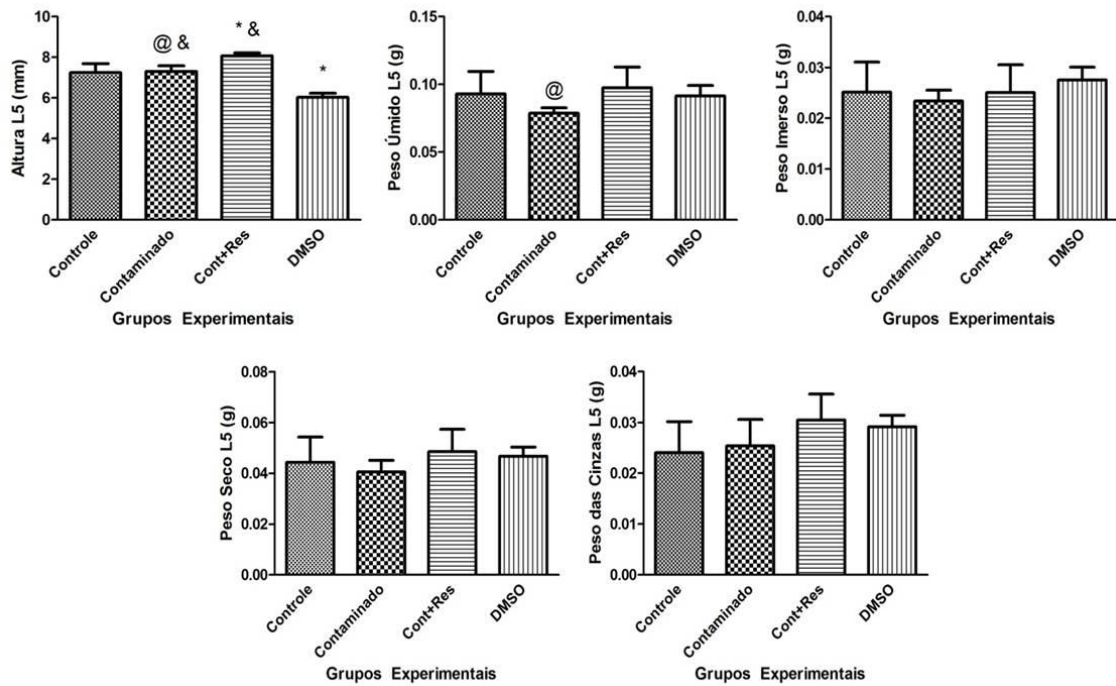 Altura L5 (mm)
10
8
6
4
2
0
@ &
* &
*
Controle
Contaminado
Cont+Res
DMSO
Grupos Experimentais
Peso Úmido L5 (g)
0.15
0.10
0.05
0.00
@
Controle
Contaminado
Cont+Res
DMSO
Grupos Experimentais
Peso Imerso L5 (g)
0.04
0.03
0.02
0.01
0.00
Controle
Contaminado
Cont+Res
DMSO
Grupos Experimentais
Peso Seco L5 (g)
0.08
0.06
0.04
0.02
0.00
Controle
Contaminado
Cont+Res
DMSO
Grupos Experimentais
Peso das Cinzas L5 (g)
0.04
0.03
0.02
0.01
0.00
Controle
Contaminado
Cont+Res
DMSO
Grupos Experimentais